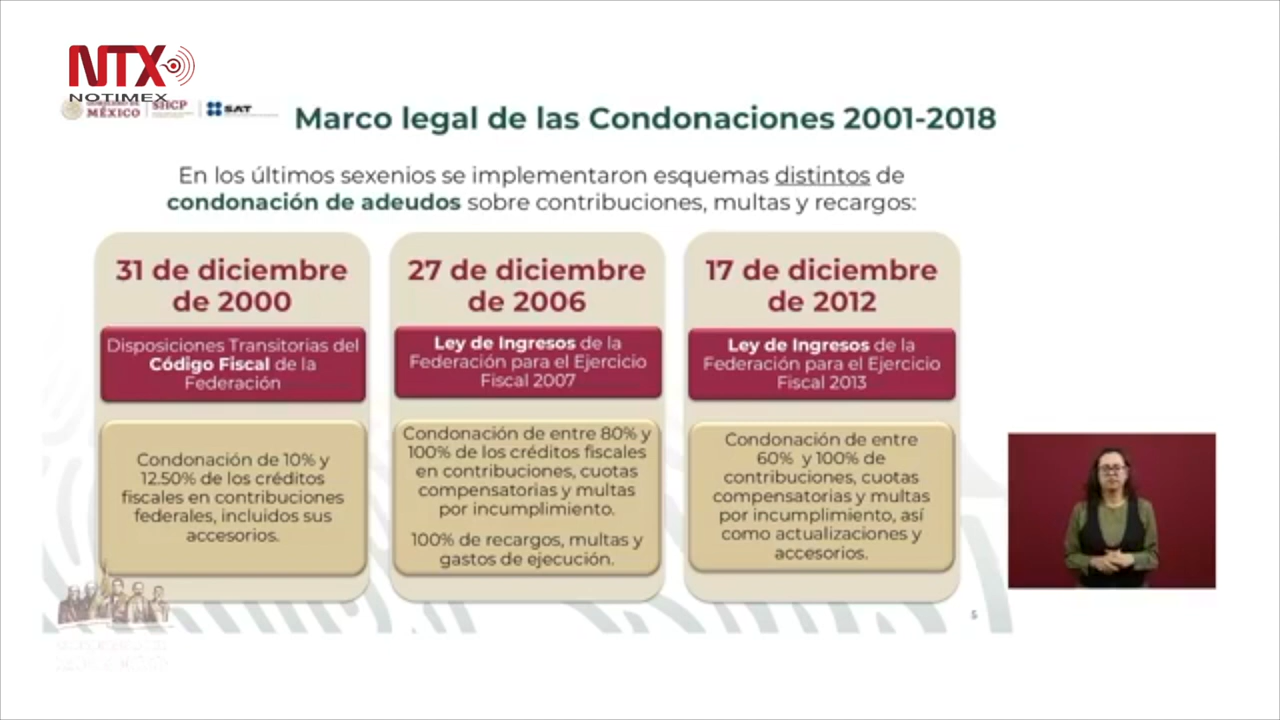 NTX
NOTIMEX
MÉXICO
SHCP
SAT
Marco legal de las Condonaciones 2001-2018
En los últimos sexenios se implementaron esquemas distintos de
condonación de adeudos sobre contribuciones, multas y recargos:
31 de diciembre
de 2000
Disposiciones Transitorias del
Código Fiscal de la
Federación
Condonación de 10% y
12.50% de los créditos
fiscales en contribuciones
federales, incluidos sus
accesorios.
27 de diciembre
de 2006
Ley de Ingresos de la
Federación para el Ejercicio
Fiscal 2007
Condonación de entre 80% y
100% de los créditos fiscales
en contribuciones, cuotas
compensatorias y multas
por incumplimiento.
100% de recargos, multas y
gastos de ejecución.
17 de diciembre
de 2012
Ley de Ingresos de la
Federación para el Ejercicio
Fiscal 2013
Condonación de entre
60% y 100% de
contribuciones, cuotas
compensatorias y multas
por incumplimiento, así
como actualizaciones y
accesorios.
5